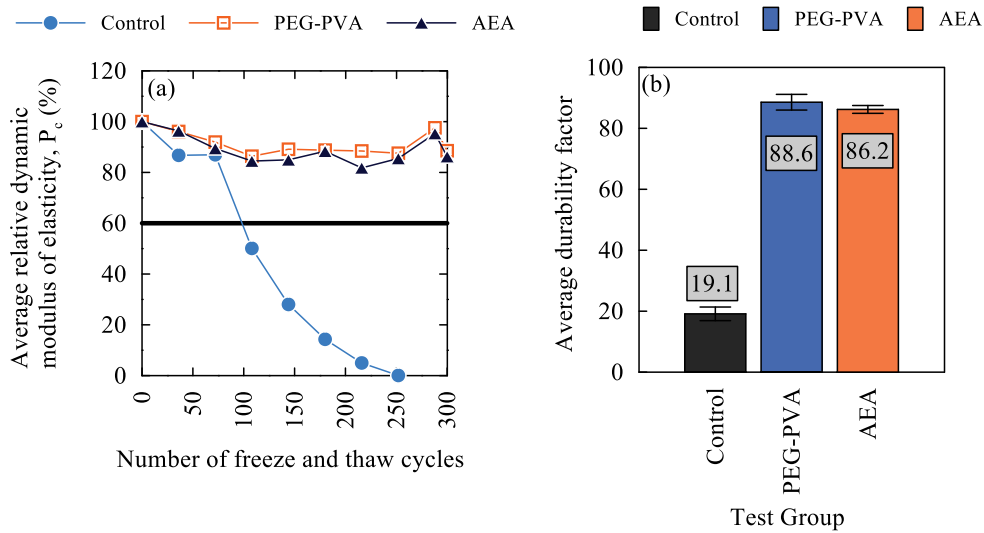 Control PEG-PVA AEA
(a)
Average relative dynamic
modulus of elasticity, Pc (%)
120
100
80
60
40
20
0
0 50 100 150 200 250 300
Number of freeze and thaw cycles
Control PEG-PVA AEA
(b)
Average durability factor
100
80
60
40
20
0
19.1
88.6
86.2
Control PEG-PVA AEA
Test Group